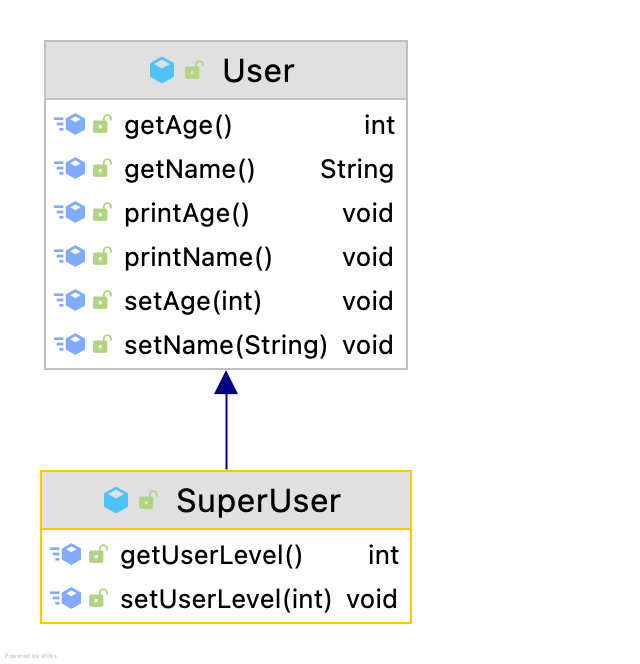 User
getAge() int
getName() String
printAge() void
printName() void
setAge(int) void
setName(String) void
SuperUser
getUserLevel() int
setUserLevel(int) void
Powered by yFiles